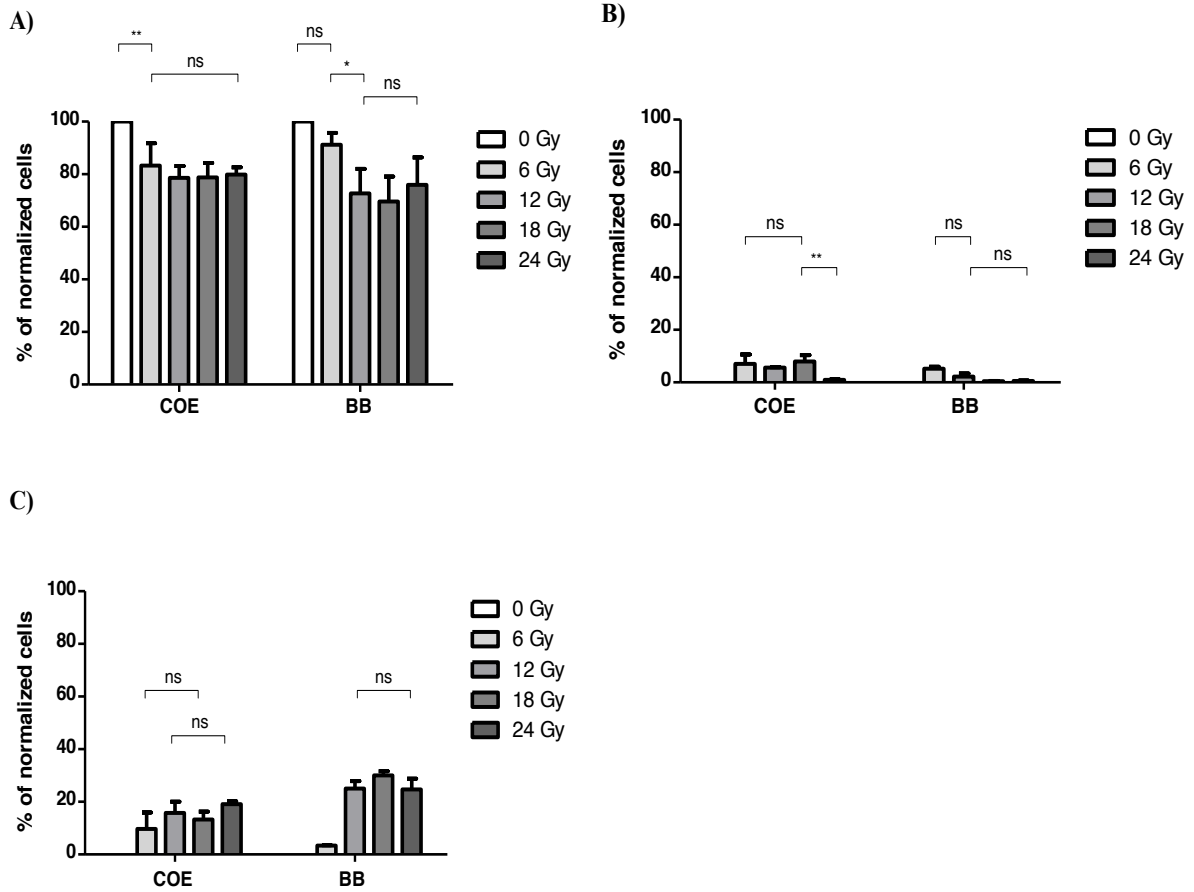 A)
** ns
ns * ns
% of normalized cells
100
80
60
40
20
0
COE BB
0 Gy
6 Gy
12 Gy
18 Gy
24 Gy
B)
ns **
ns ns
% of normalized cells
100
80
60
40
20
0
COE BB
0 Gy
6 Gy
12 Gy
18 Gy
24 Gy
C)
ns
ns
ns
% of normalized cells
100
80
60
40
20
0
COE BB
0 Gy
6 Gy
12 Gy
18 Gy
24 Gy